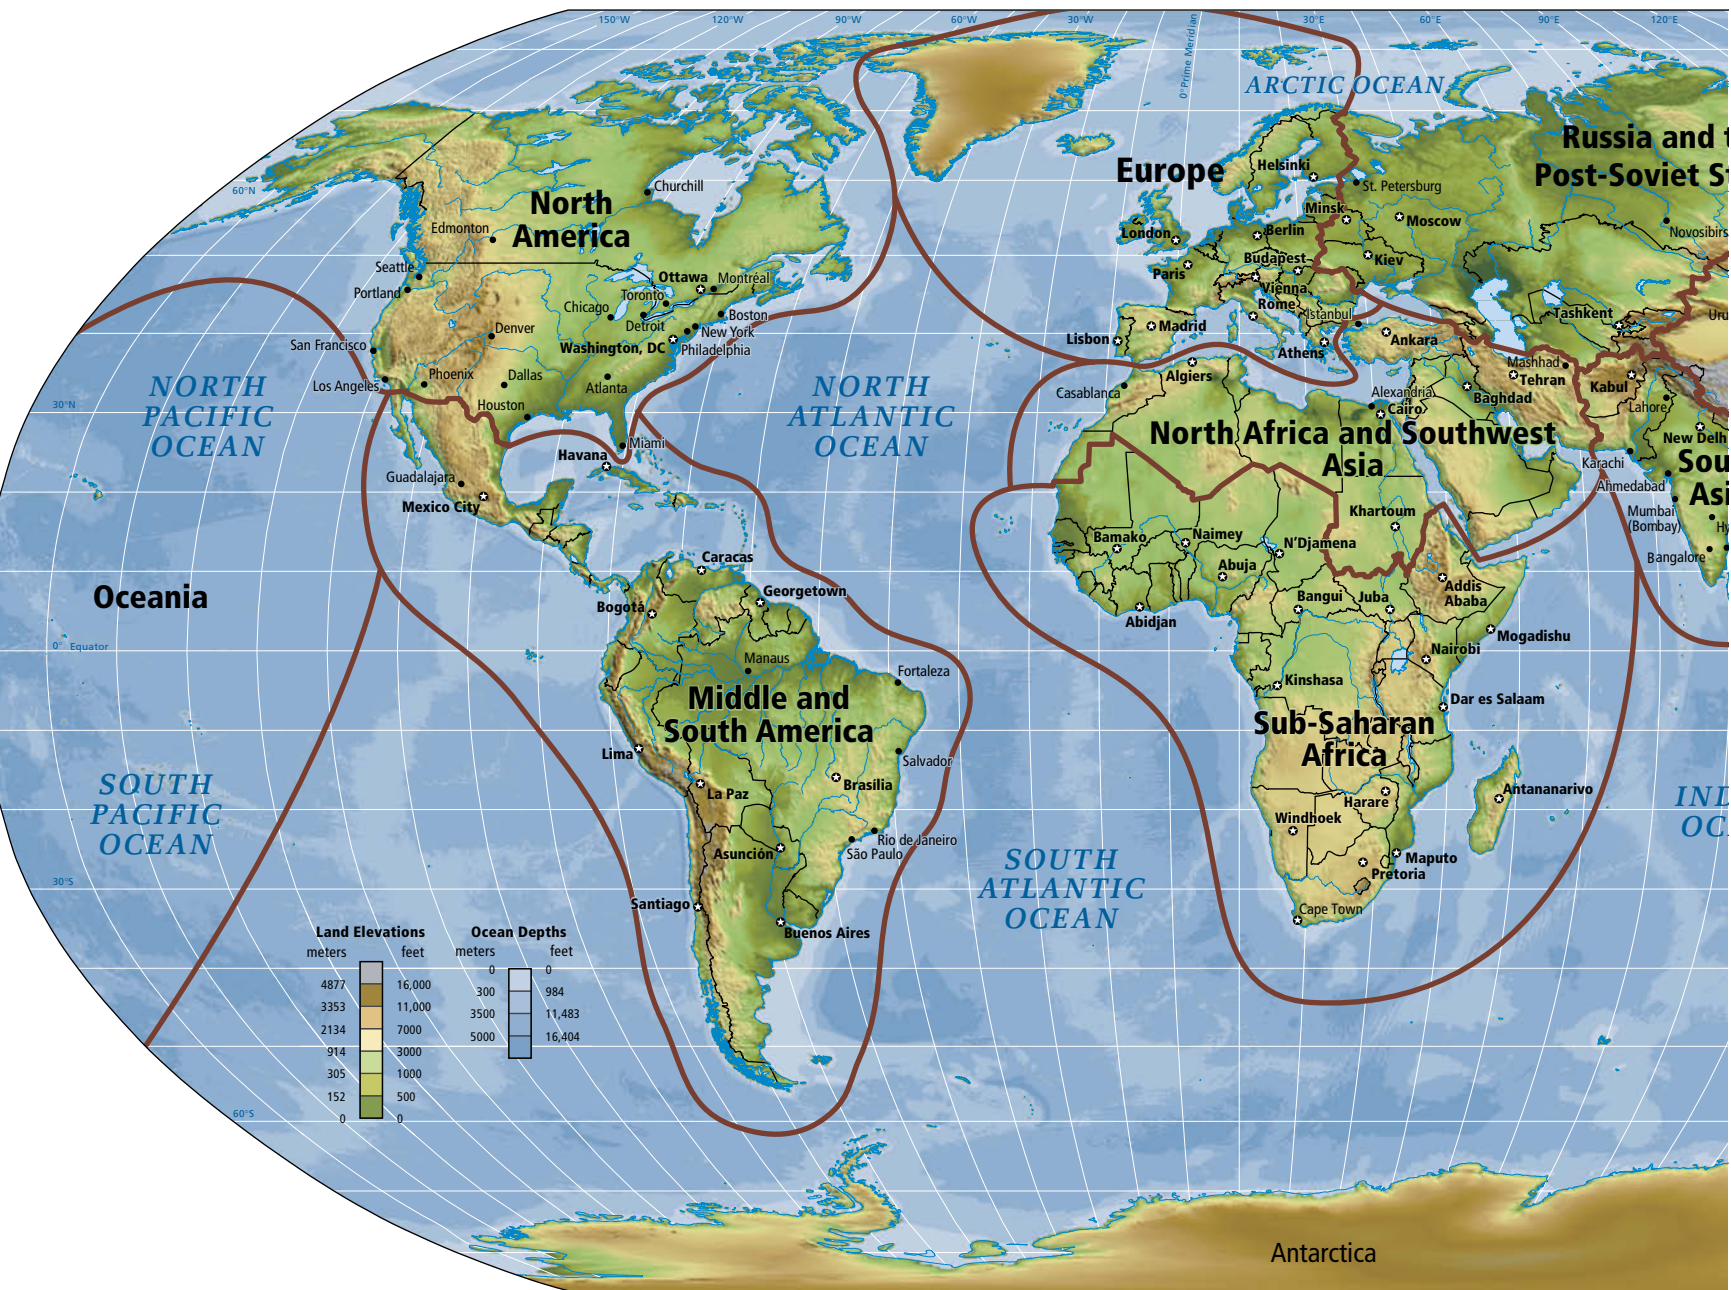 150°W
120°W
90°W
60°W
30°W
0° Prime Meridian
30°E
60°E
90°E
120°E
ARCTIC OCEAN
Russia and
Post-Soviet
Europe
Helsinki
St. Petersburg
Churchill
60°N
North
America
Edmonton
Minsk
Moscow
Novosibirs
London
Berlin
Kiev
Budapest
Paris
Vienna
Rome
Seattle
Portland
Ottawa
Montréal
Toronto
Chicago
Detroit
Boston
New York
Denver
Washington, DC
Philadelphia
San Francisco
Los Angeles
Phoenix
Dallas
Atlanta
Houston
Miami
Istanbul
Tashkent
Lisbon
Madrid
Ankara
Athens
Mashhad
Tehran
Kabul
Algiers
Casablanca
Alexandria
Cairo
Baghdad
Lahore
NORTH
PACIFIC
OCEAN
30°N
NORTH
ATLANTIC
OCEAN
North Africa and Southwest
Asia
New Delh
Karachi
Ahmedabad
Mumbai
(Bombay)
Bangalore
Havana
Guadalajara
Mexico City
Khartoum
Bamako
Naimey
N'Djamena
Abuja
Addis
Ababa
Bangui
Juba
Abidjan
Mogadishu
Nairobi
Caracas
Georgetown
Bogotá
Oceania
0° Equator
Manaus
Fortaleza
Middle and
South America
Kinshasa
Dar es Salaam
Sub-Saharan
Africa
Lima
Salvador
La Paz
Brasília
SOUTH
PACIFIC
OCEAN
Harare
Antananarivo
Windhoek
Rio de Janeiro
São Paulo
Asunción
SOUTH
ATLANTIC
OCEAN
Maputo
Pretoria
Cape Town
30°S
Santiago
Buenos Aires
Land Elevations
meters feet
4877 16,000
3353 11,000
2134 7000
914 3000
305 1000
152 500
0 0
Ocean Depths
meters feet
0 0
300 984
3500 11,483
5000 16,404
60°S
Antarctica